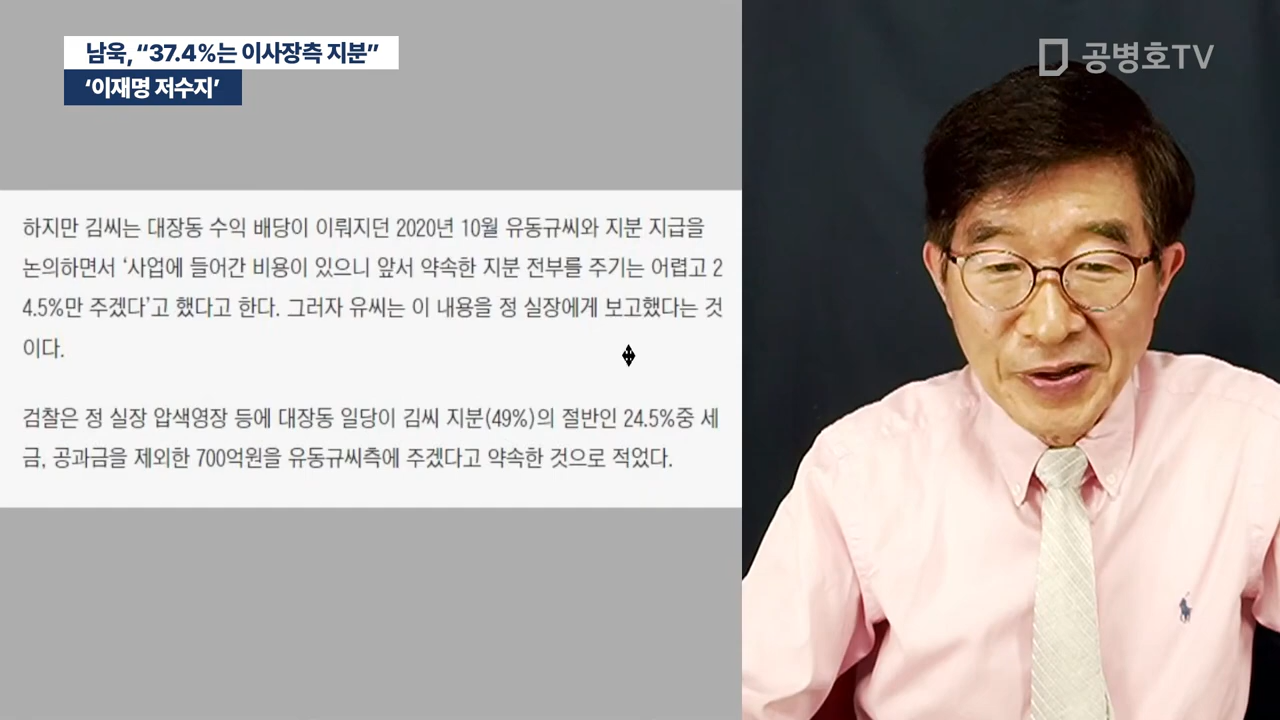 남욱, “37.4%는 이사장측 지분”
‘이재명 저수지’
공병호TV
하지만 김씨는 대장동 수익 배당이 이뤄지던 2020년 10월 유동규씨와 지분 지급을
논의하면서 ‘사업에 들어간 비용이 있으니 앞서 약속한 지분 전부를 주기는 어렵고 2
4.5%만 주겠다’고 했다고 한다. 그러자 유씨는 이 내용을 정 실장에게 보고했다는 것
이다.
검찰은 정 실장 압색영장 등에 대장동 일당이 김씨 지분(49%)의 절반인 24.5%중 세
금, 공과금을 제외한 700억원을 유동규씨측에 주겠다고 약속한 것으로 적었다.